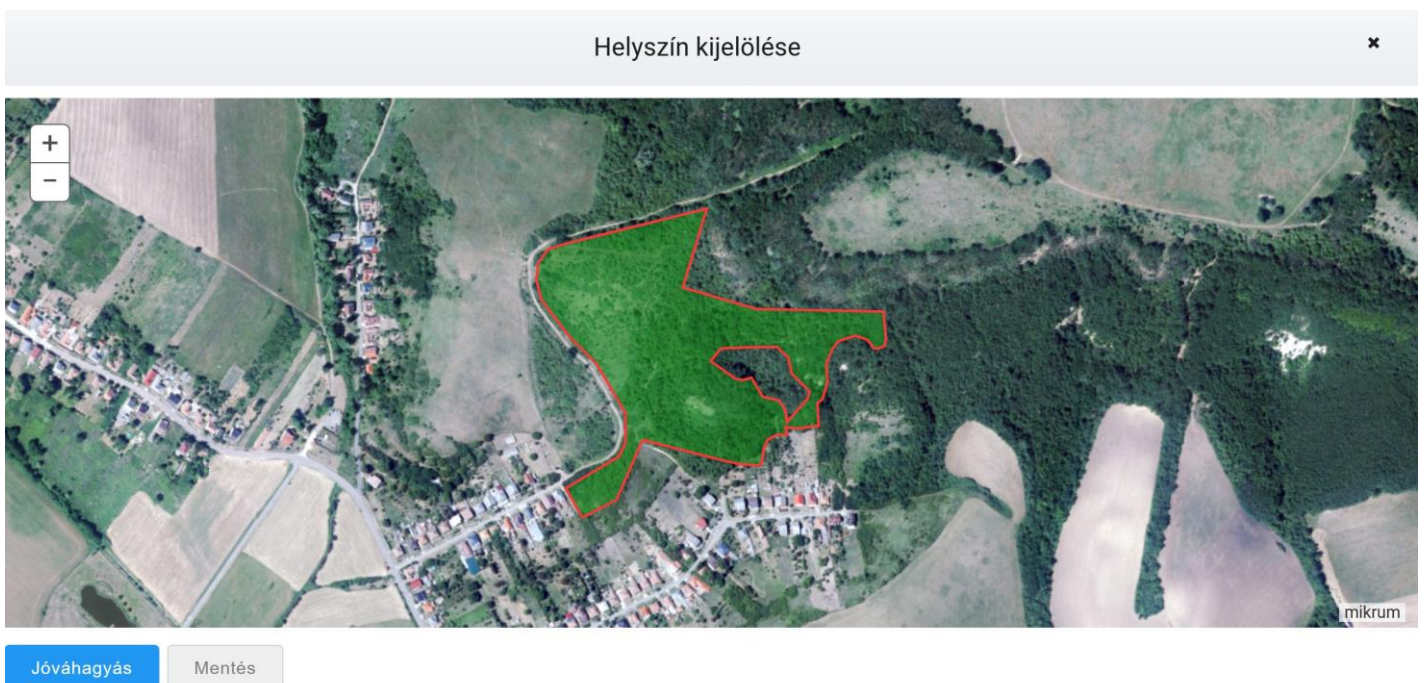 Helyszín kijelölése
×
+
−
mikrum
Jóváhagyás
Mentés